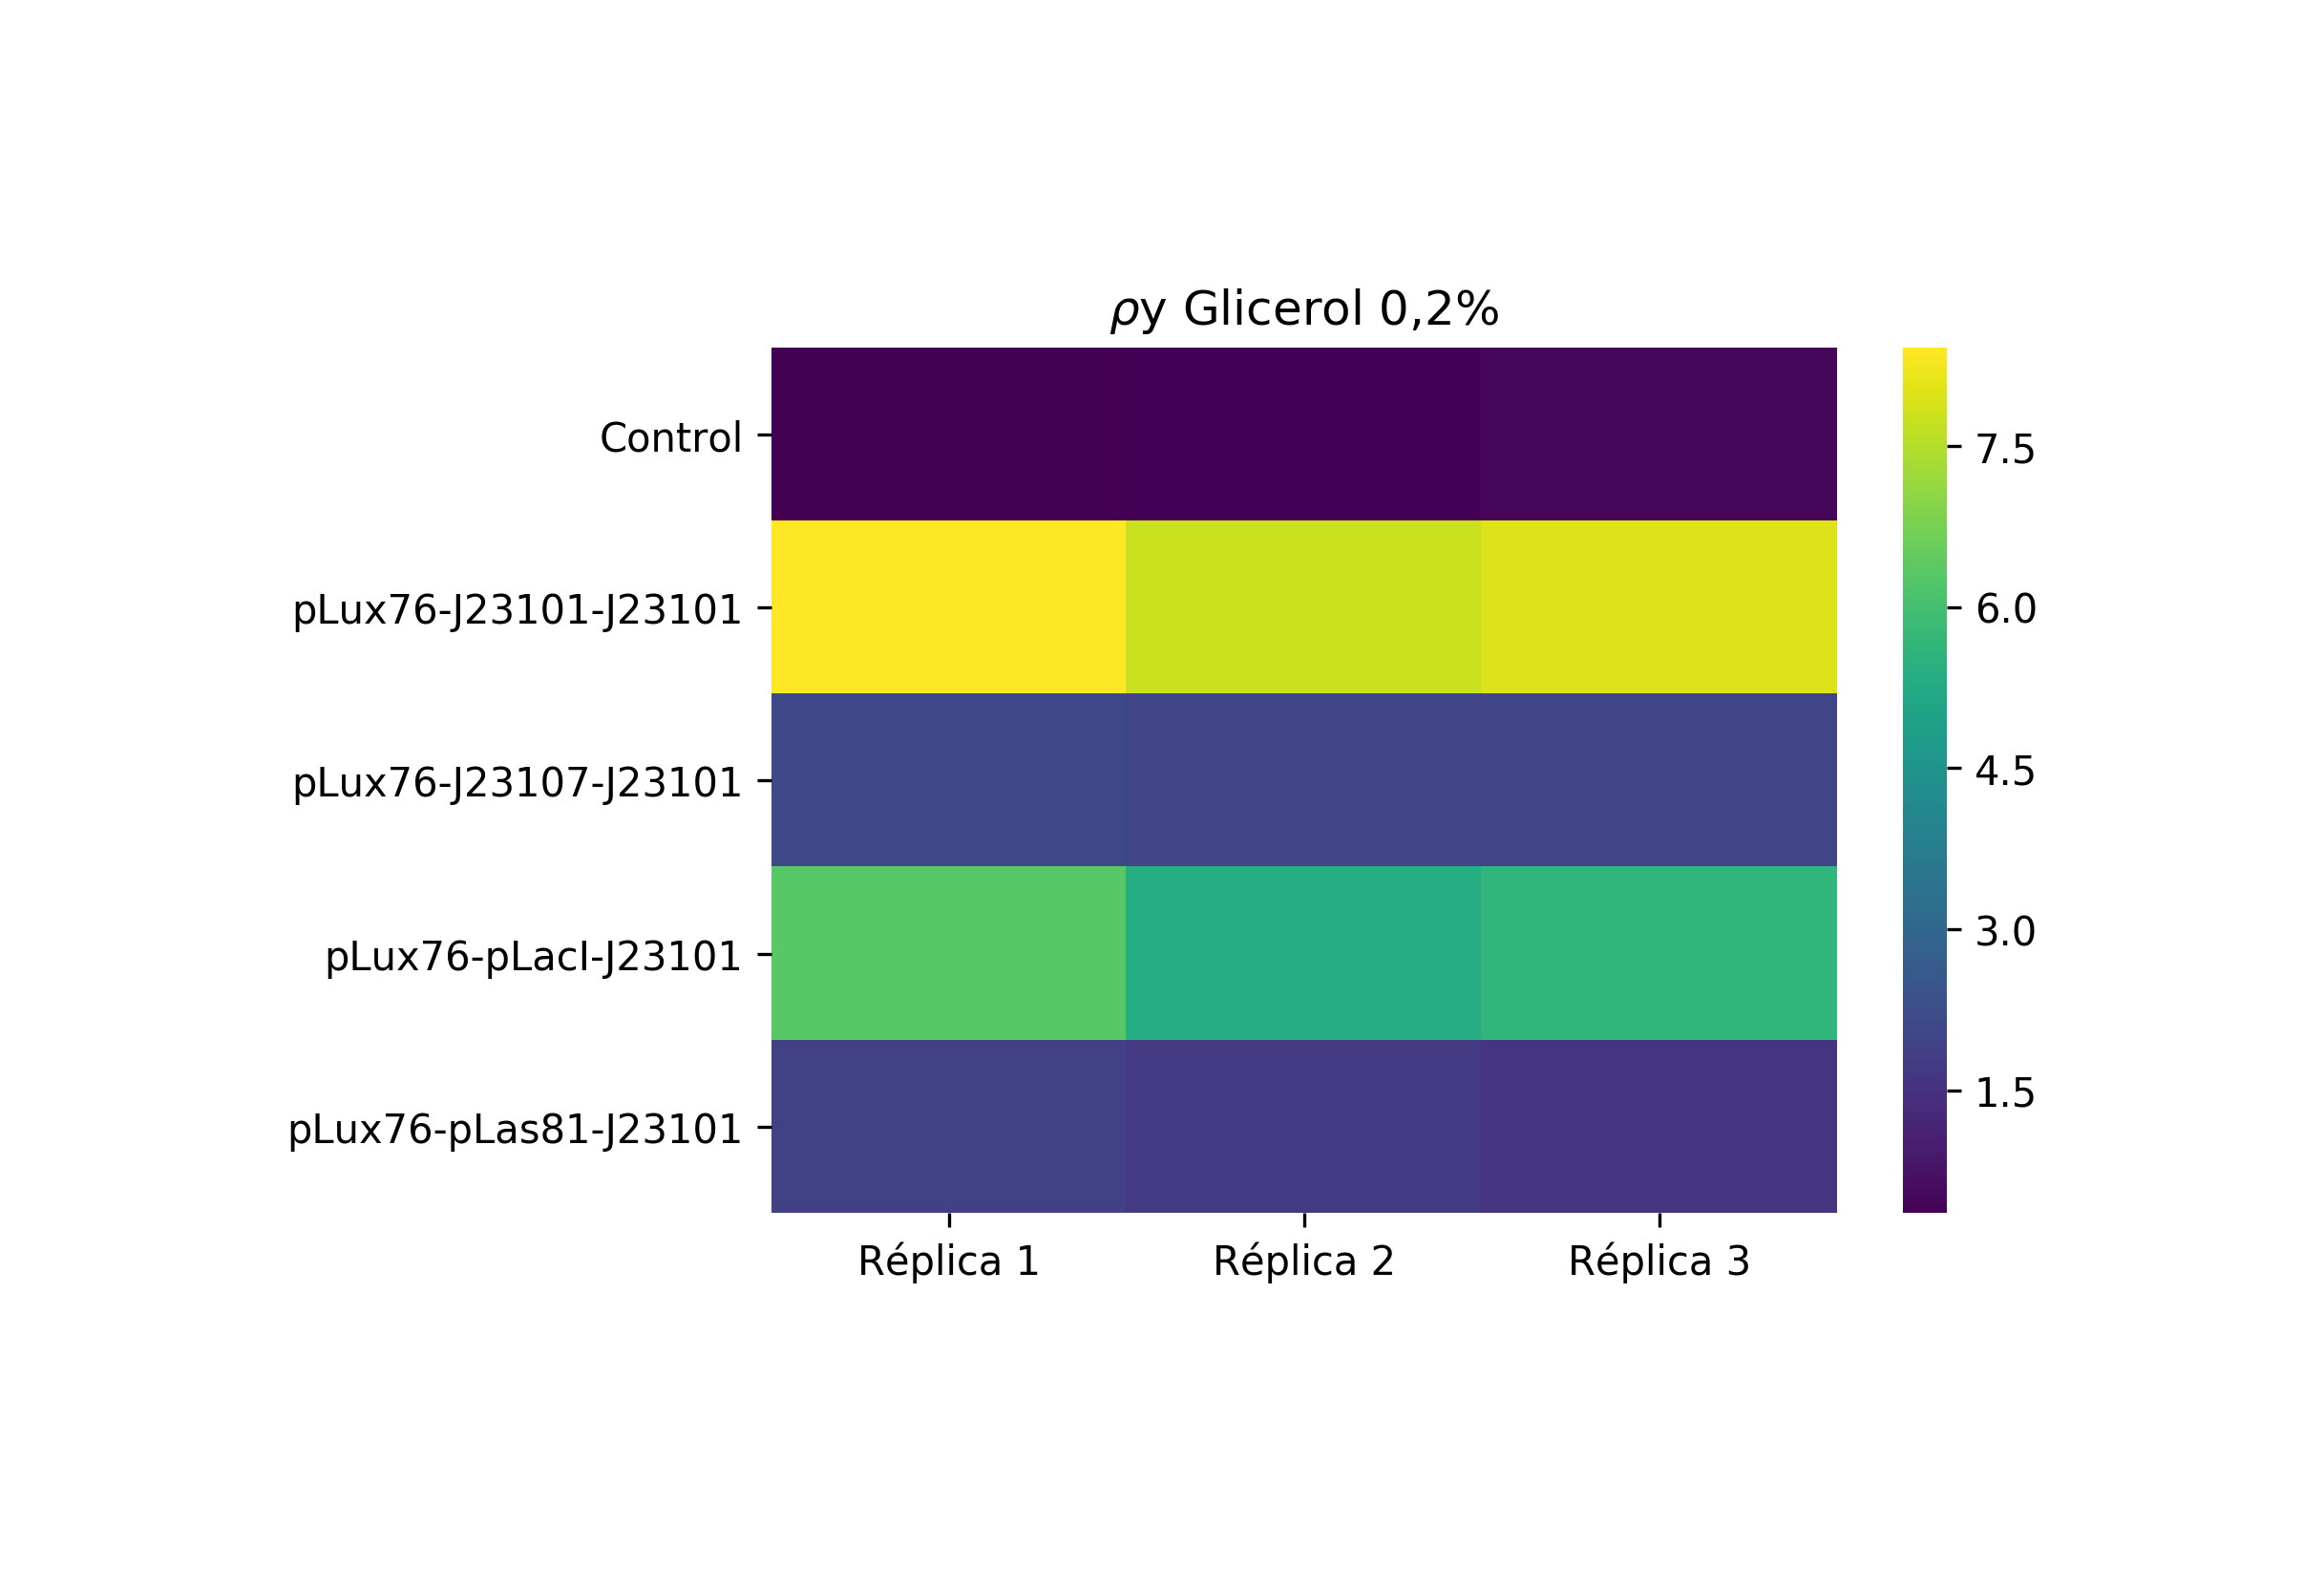 ρy Glicerol 0,2%
Control
pLux76-J23101-J23101
pLux76-J23107-J23101
pLux76-pLacI-J23101
pLux76-pLas81-J23101
Réplica 1
Réplica 2
Réplica 3
7.5
6.0
4.5
3.0
1.5